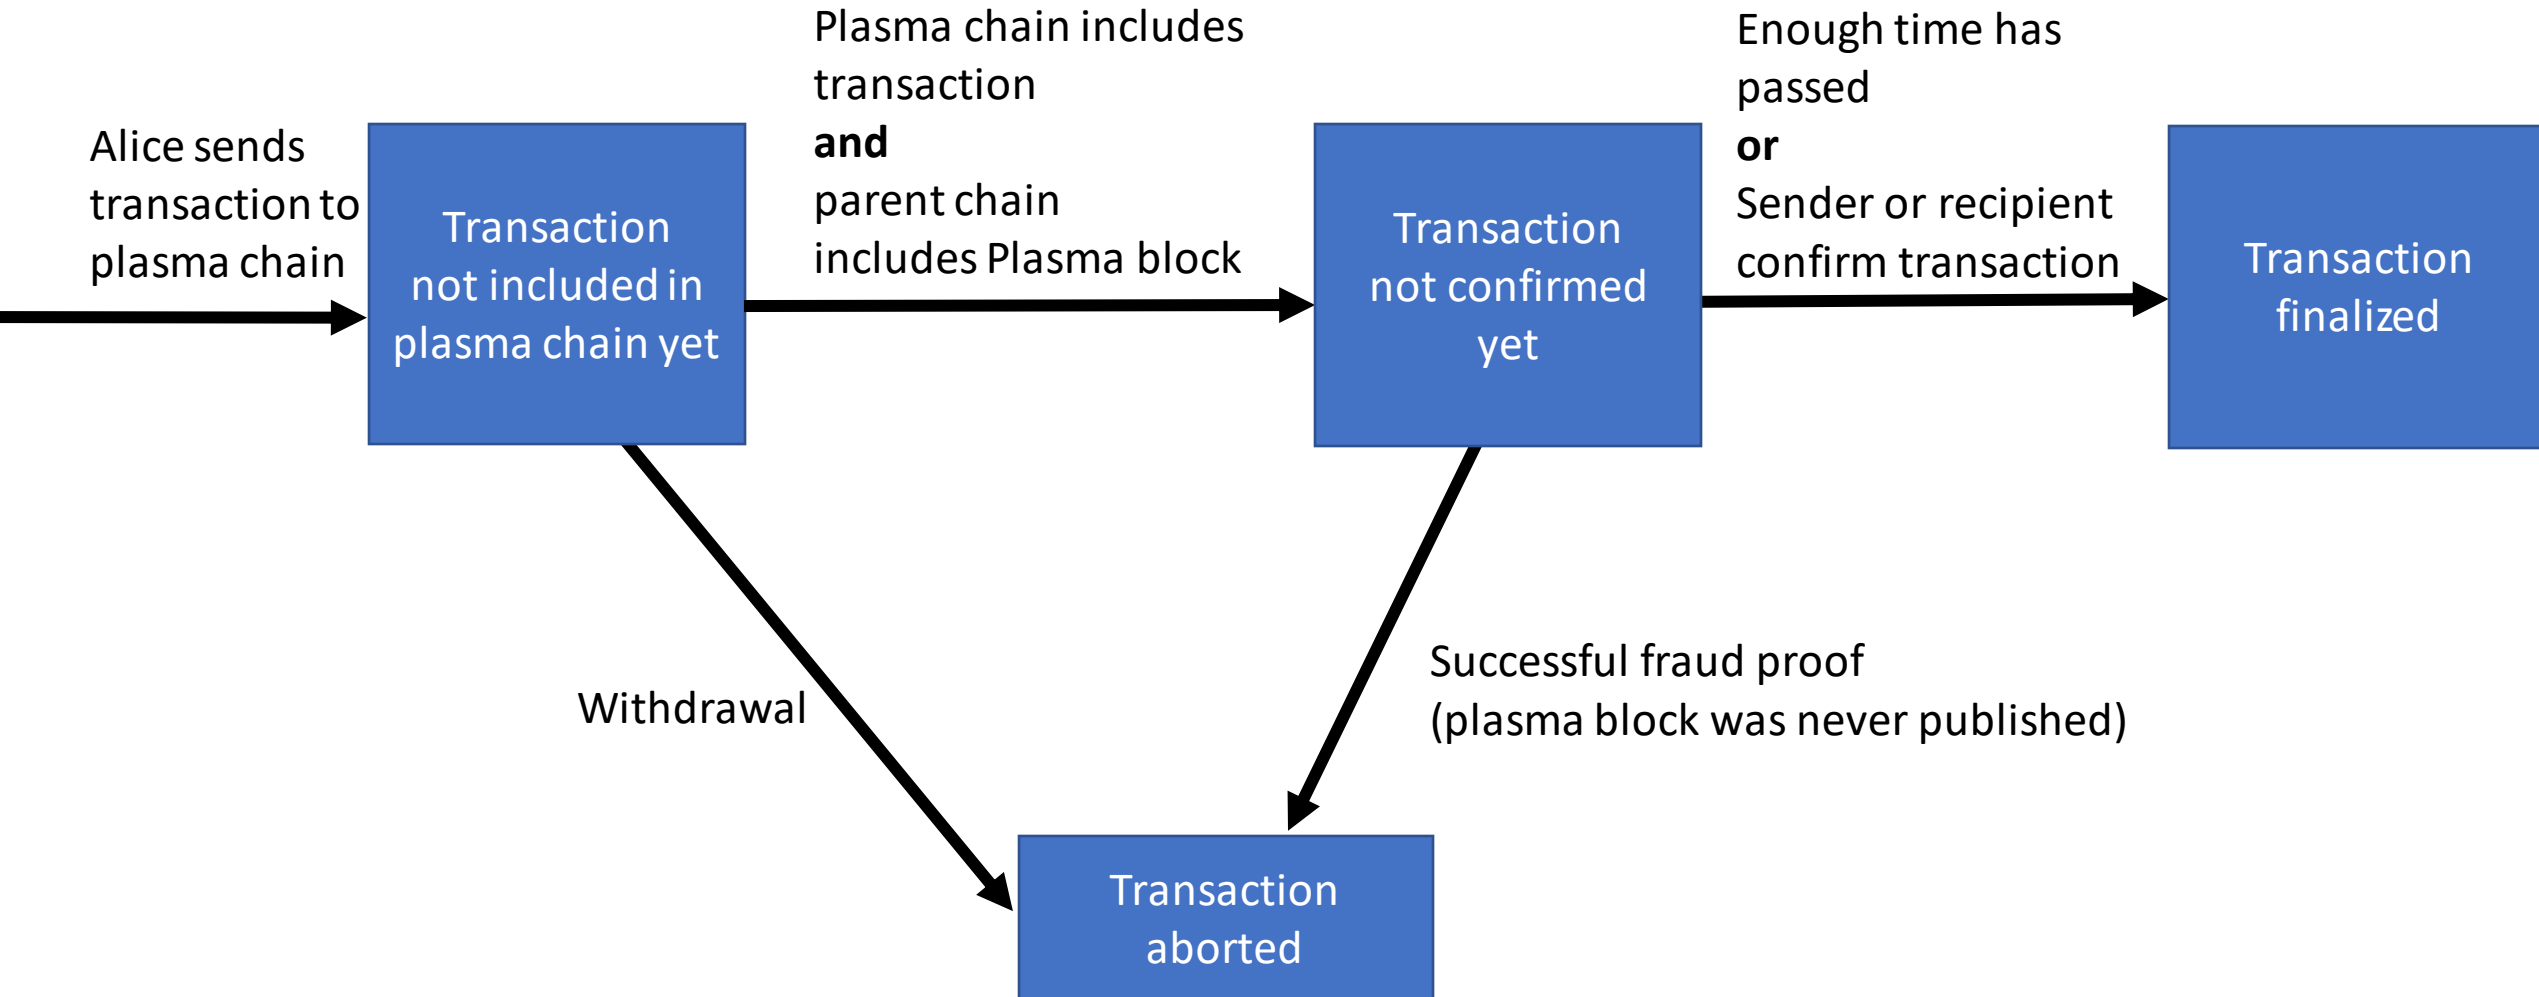 Alice sends
transaction to
plasma chain
Transaction
not included in
plasma chain yet
Plasma chain includes
transaction
and
parent chain
includes Plasma block
Transaction
not confirmed
yet
Enough time has
passed
or
Sender or recipient
confirm transaction
Transaction
finalized
Withdrawal
Successful fraud proof
(plasma block was never published)
Transaction
aborted